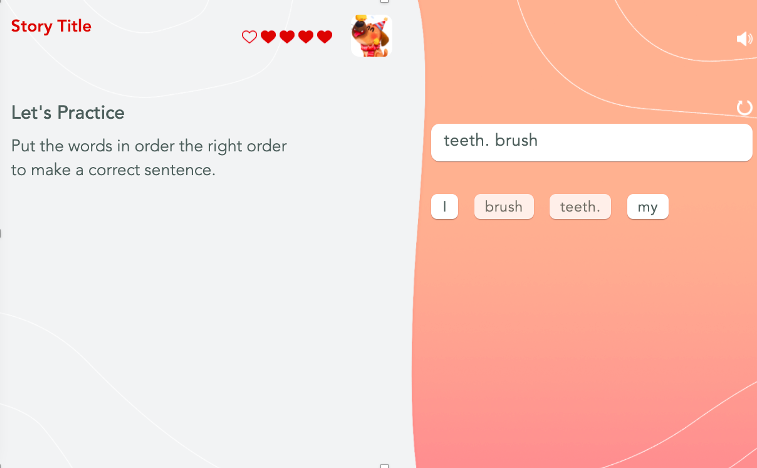 Story Title
Let's Practice
Put the words in order the right order
to make a correct sentence.
teeth. brush
I brush teeth. my